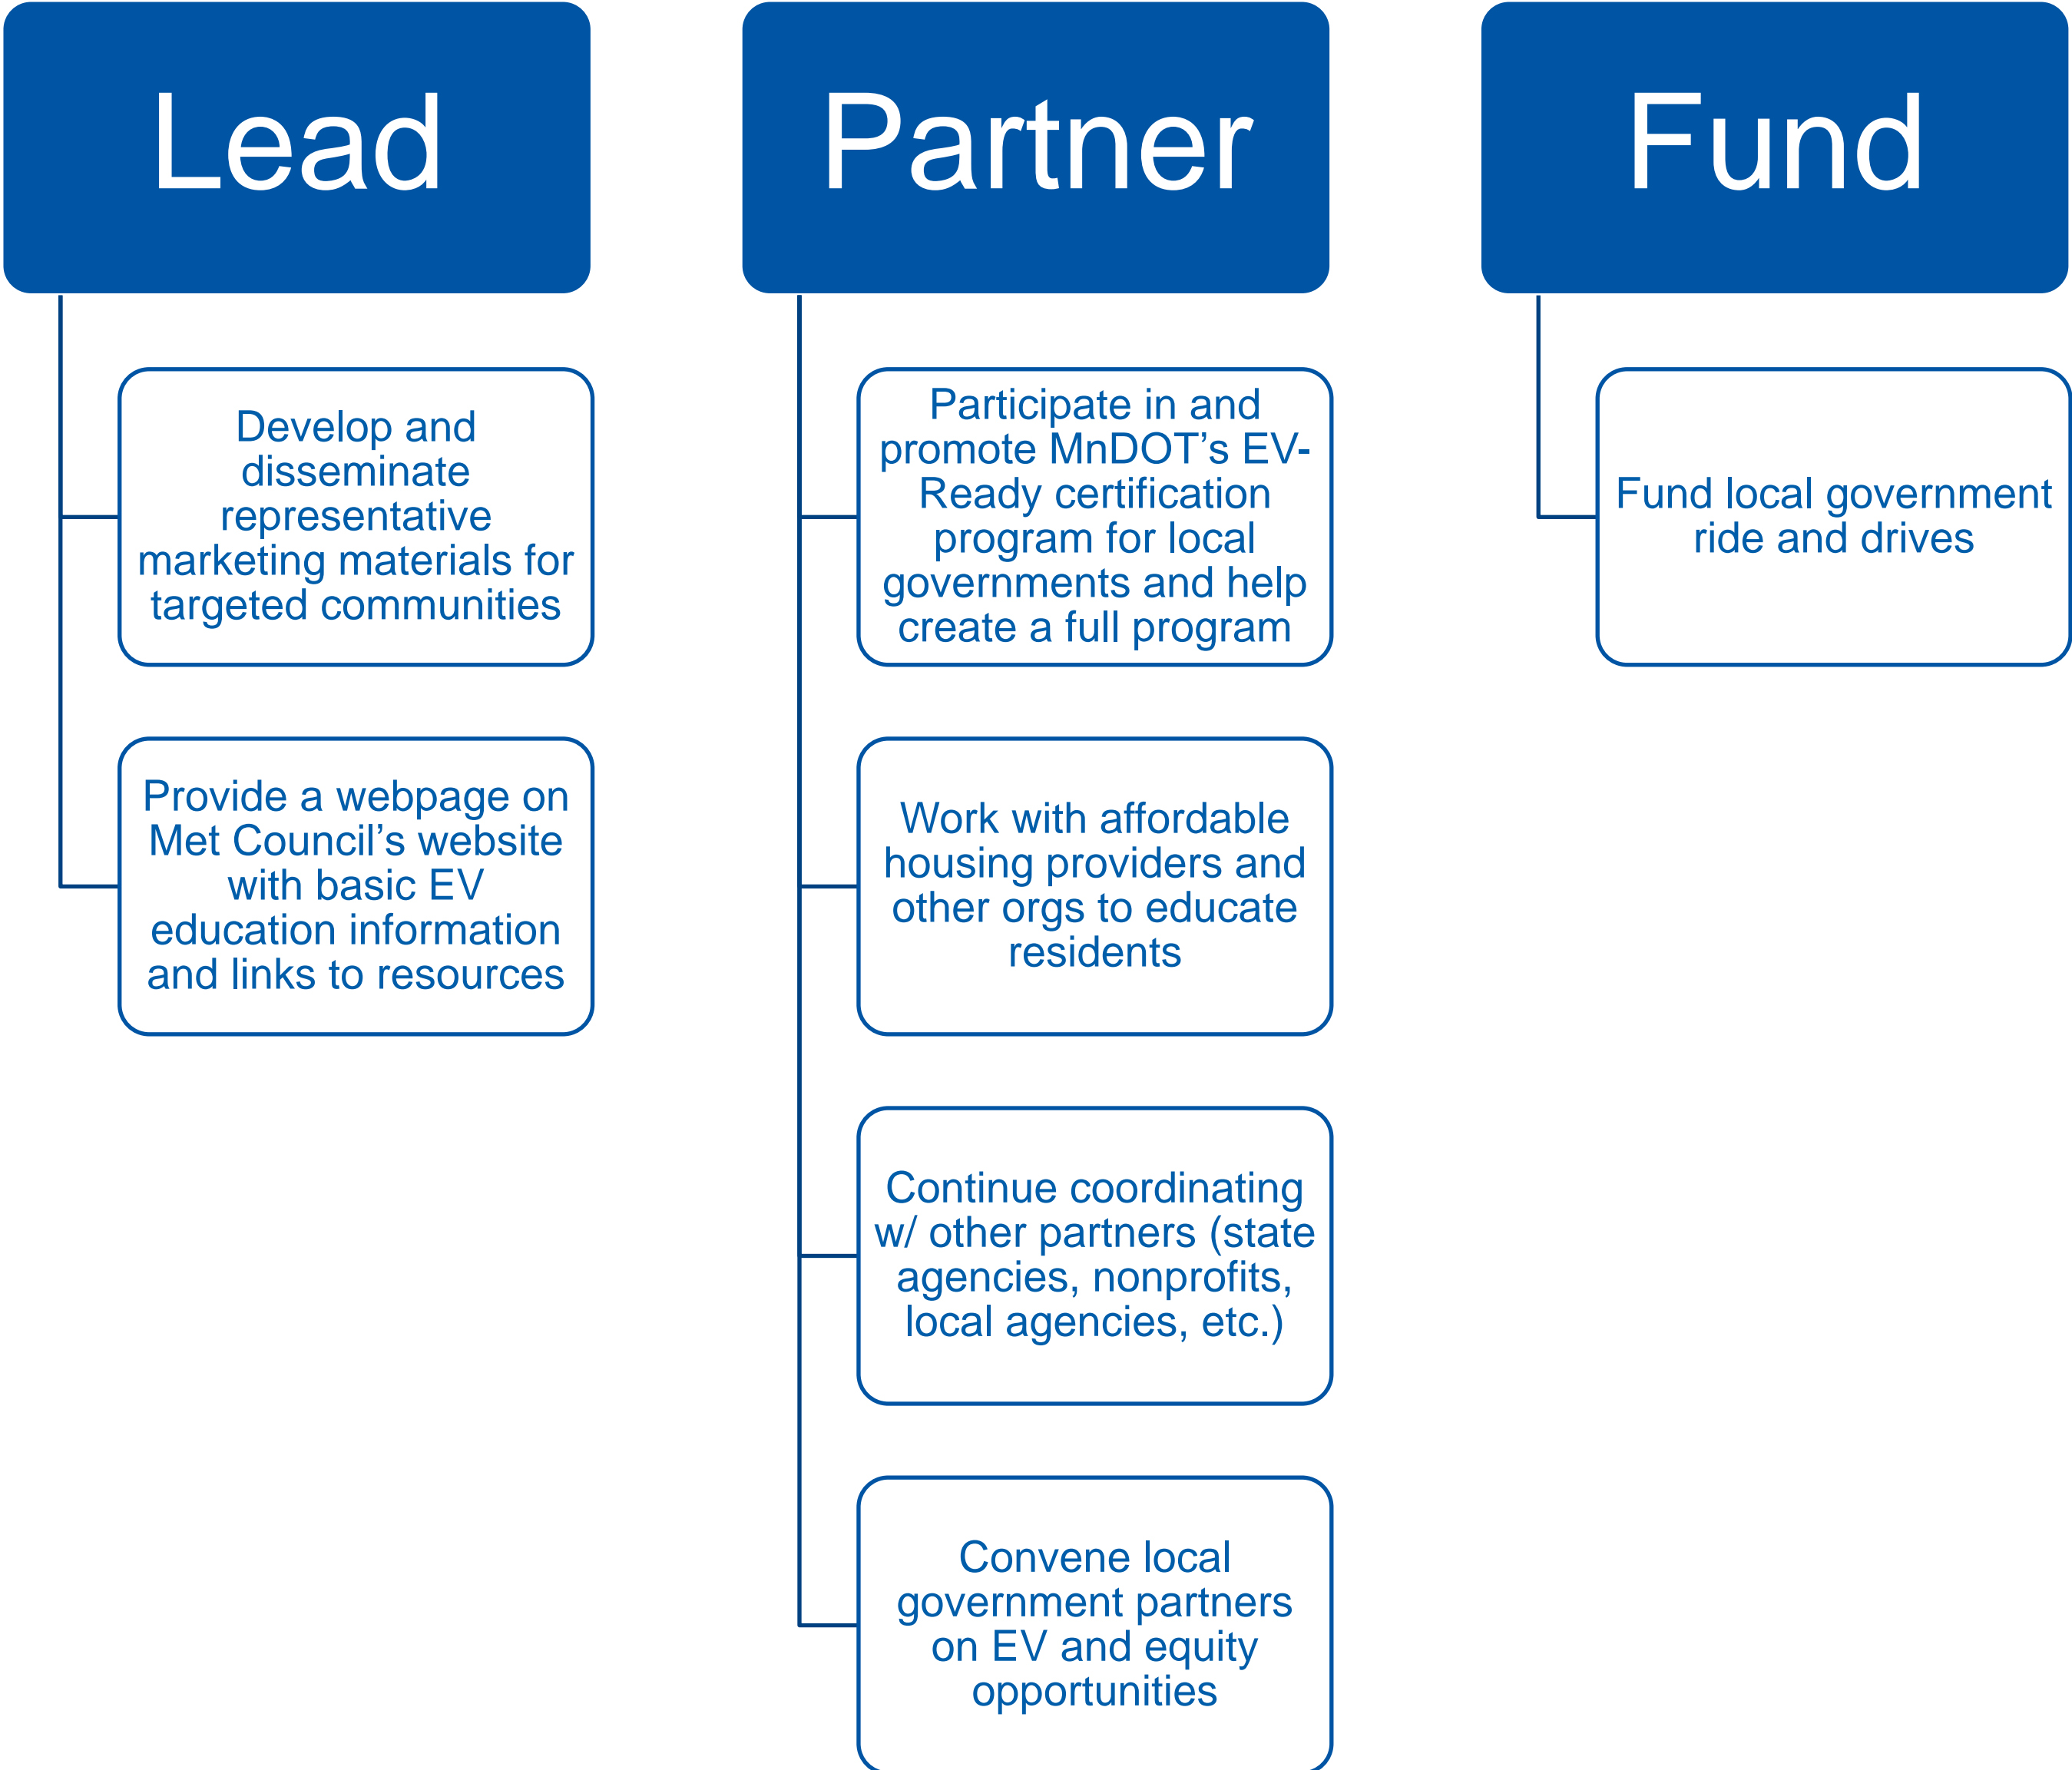 Lead
Develop and
disseminate
representative
marketing materials for
targeted communities
Provide a webpage on
Met Council’s website
with basic EV
education information
and links to resources
Partner
Participate in and
promote MnDOT’s EV-
Ready certification
program for local
governments and help
create a full program
Work with affordable
housing providers and
other orgs to educate
residents
Continue coordinating
w/ other partners (state
agencies, nonprofits,
local agencies, etc.)
Convene local
government partners
on EV and equity
opportunities
Fund
Fund local government
ride and drives